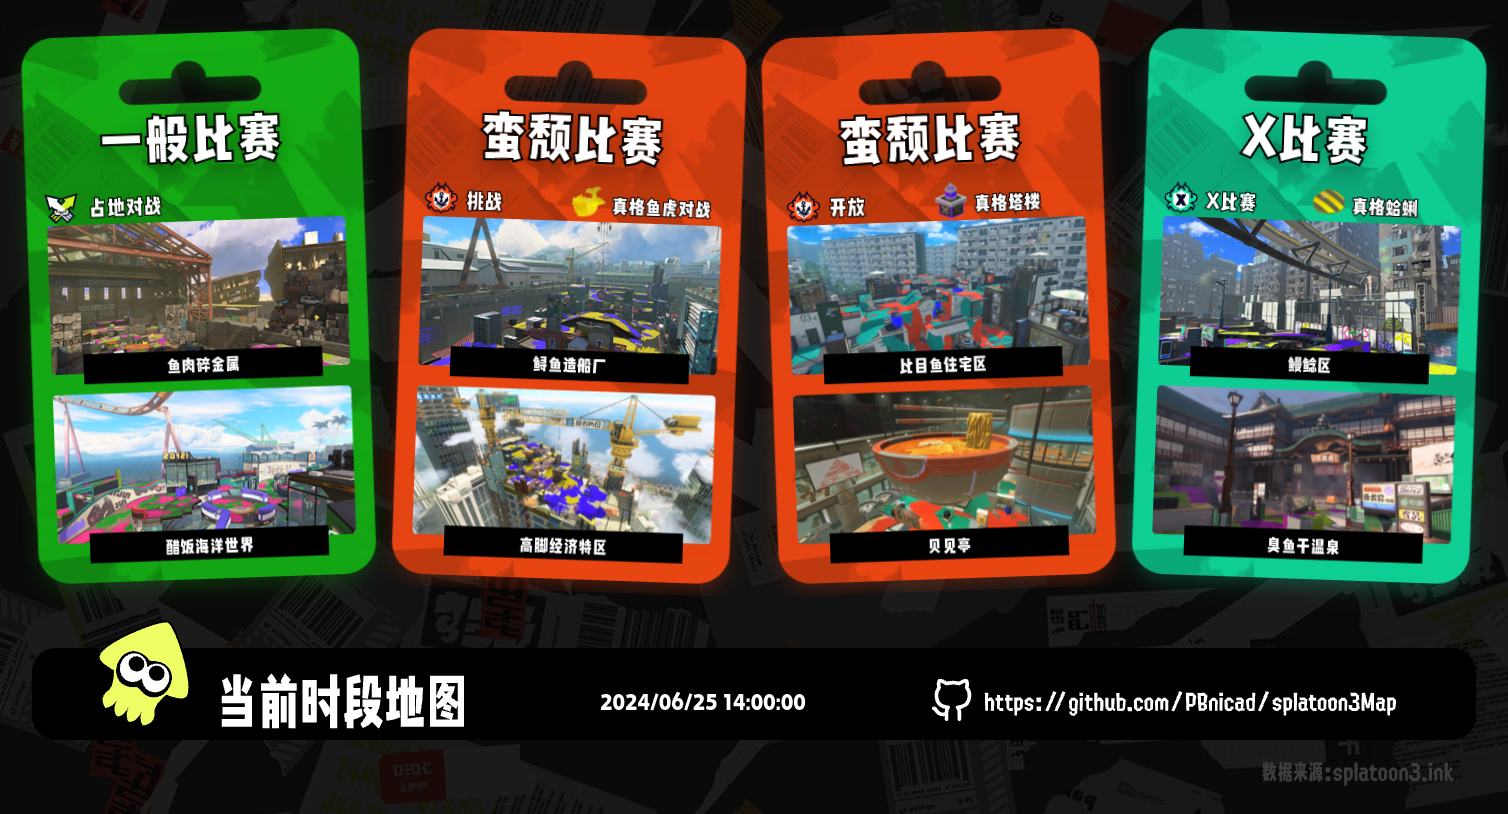 一般比赛
占地对战
鱼肉碎金属
醋饭海洋世界
蛮颓比赛
挑战
真格鱼虎对战
鲟鱼造船厂
高脚经济特区
蛮颓比赛
开放
真格塔楼
比目鱼住宅区
贝见亭
X比赛
X比赛
真格蛤蜊
鳗鲶区
臭鱼干温泉
当前时段地图
2024/06/25 14:00:00
https://github.com/PBnicad/splatoon3Map
数据来源:splatoon3.ink